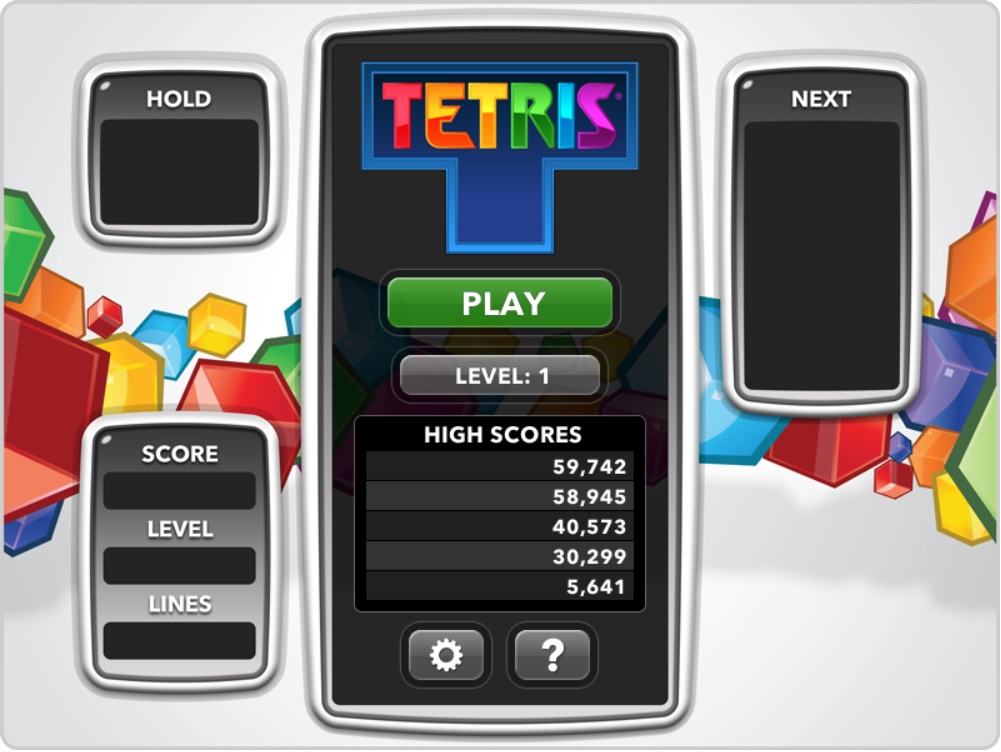 HOLD
TETRIS
NEXT
PLAY
LEVEL: 1
HIGH SCORES
59,742
58,945
40,573
30,299
5,641
SCORE
LEVEL
LINES
?